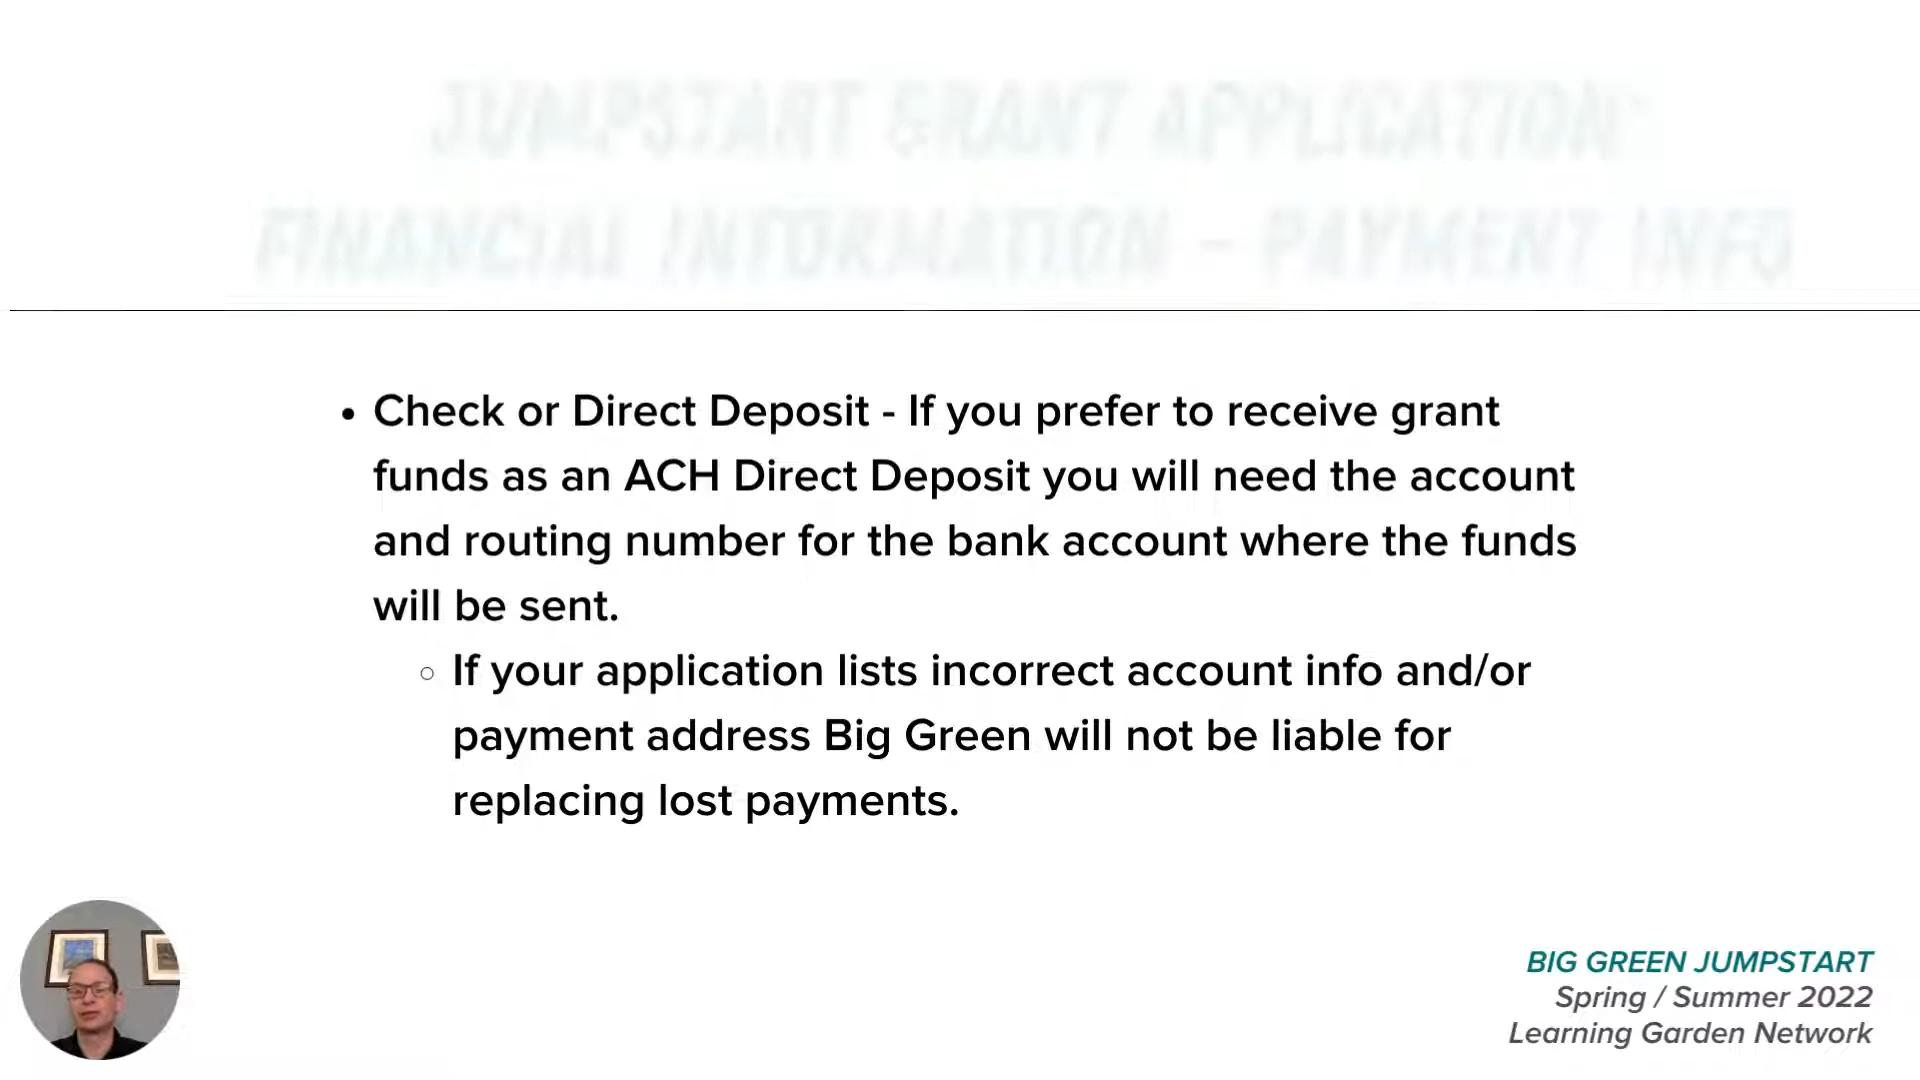 JUMPSTART GRANT APPLICATION:
FINANCIAL INFORMATION - PAYMENT INFO
• Check or Direct Deposit - If you prefer to receive grant
funds as an ACH Direct Deposit you will need the account
and routing number for the bank account where the funds
will be sent.
○ If your application lists incorrect account info and/or
payment address Big Green will not be liable for
replacing lost payments.
BIG GREEN JUMPSTART
Spring / Summer 2022
Learning Garden Network